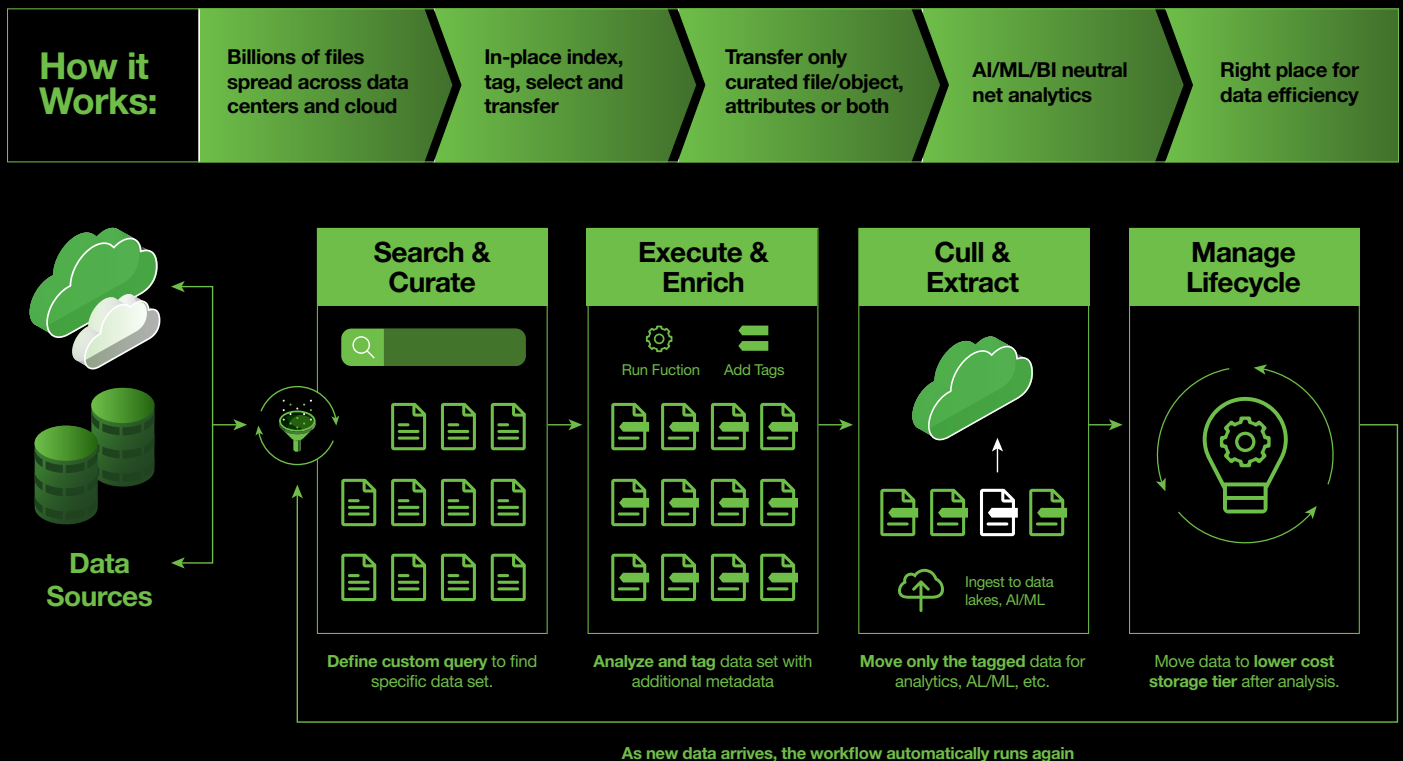 How it
Works:
Billions of files
spread across data
centers and cloud
In-place index,
tag, select and
transfer
Transfer only
curated file/object,
attributes or both
AI/ML/BI neutral
net analytics
Right place for
data efficiency
Data
Sources
Search &
Curate
Define custom query to find
specific data set.
Execute &
Enrich
Run Fuction
Add Tags
Analyze and tag data set with
additional metadata
Cull &
Extract
Ingest to data
lakes, AI/ML
Move only the tagged data for
analytics, AL/ML, etc.
Manage
Lifecycle
Move data to lower cost
storage tier after analysis.
As new data arrives, the workflow automatically runs again